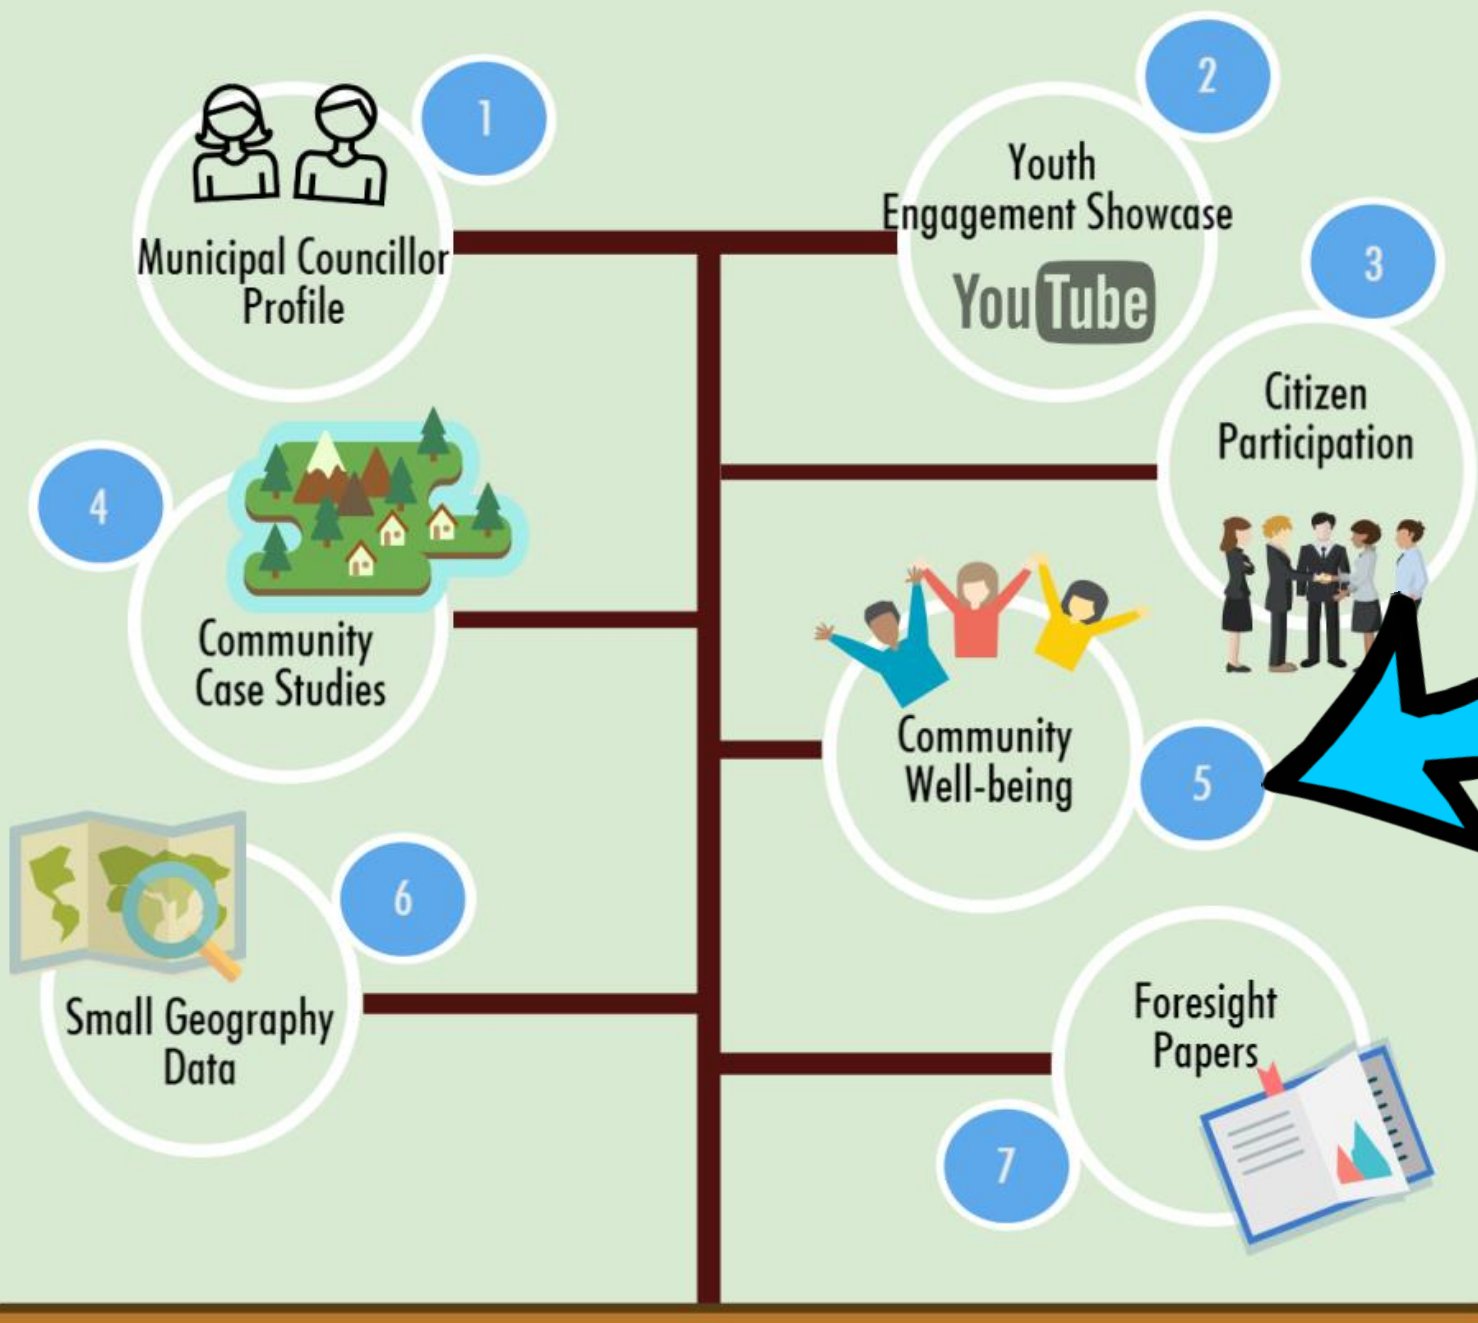 1
Municipal Councillor
Profile
2
Youth
Engagement Showcase
YouTube
3
Citizen
Participation
4
Community
Case Studies
5
Community
Well-being
6
Small Geography
Data
7
Foresight
Papers